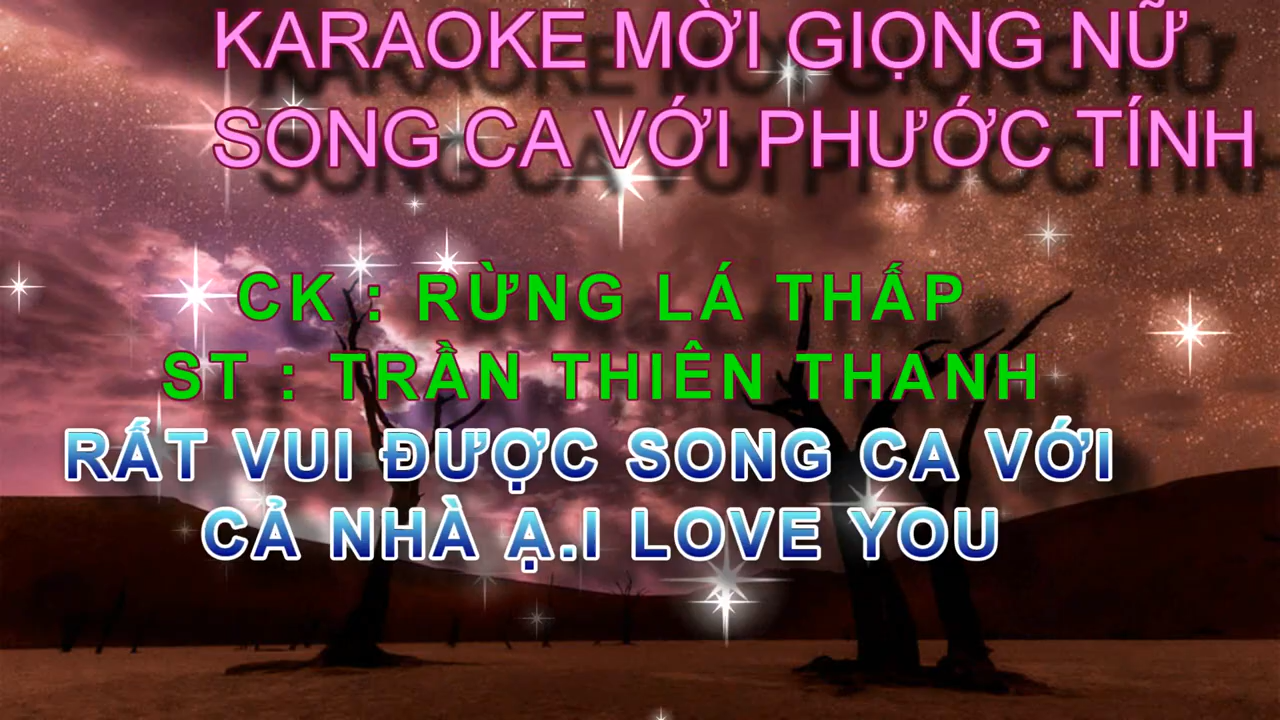 KARAOKE MỜI GIỌNG NỮ
SONG CA VỚI PHƯỚC TÍNH
CK : RỪNG LÁ THẤP
ST : TRẦN THIÊN THANH
RẤT VUI ĐƯỢC SONG CA VỚI
CẢ NHÀ Ạ.I LOVE YOU